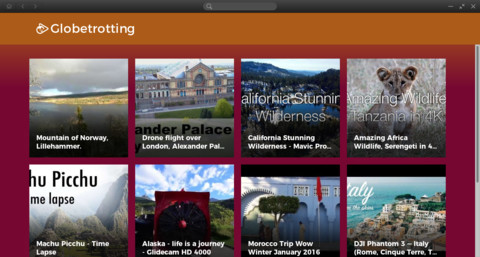 Globetrotting
Mountain of Norway,
Lillehammer.
ander Palace
Drone flight over
London, Alexander Pal...
California Stunning
Wilderness
California Stunning
Wilderness - Mavic Pro...
Amazing Wildlife
Tanzania in 4K
Amazing Africa
Wildlife, Serengeti in 4...
hu Picchu
me lapse
Machu Picchu - Time
Lapse
Alaska - life is a journey
- Glidecam HD 4000
Morocco Trip Wow
Winter January 2016
Italy
DJI Phantom 3 – Italy
(Rome, Cinque Terre, T...